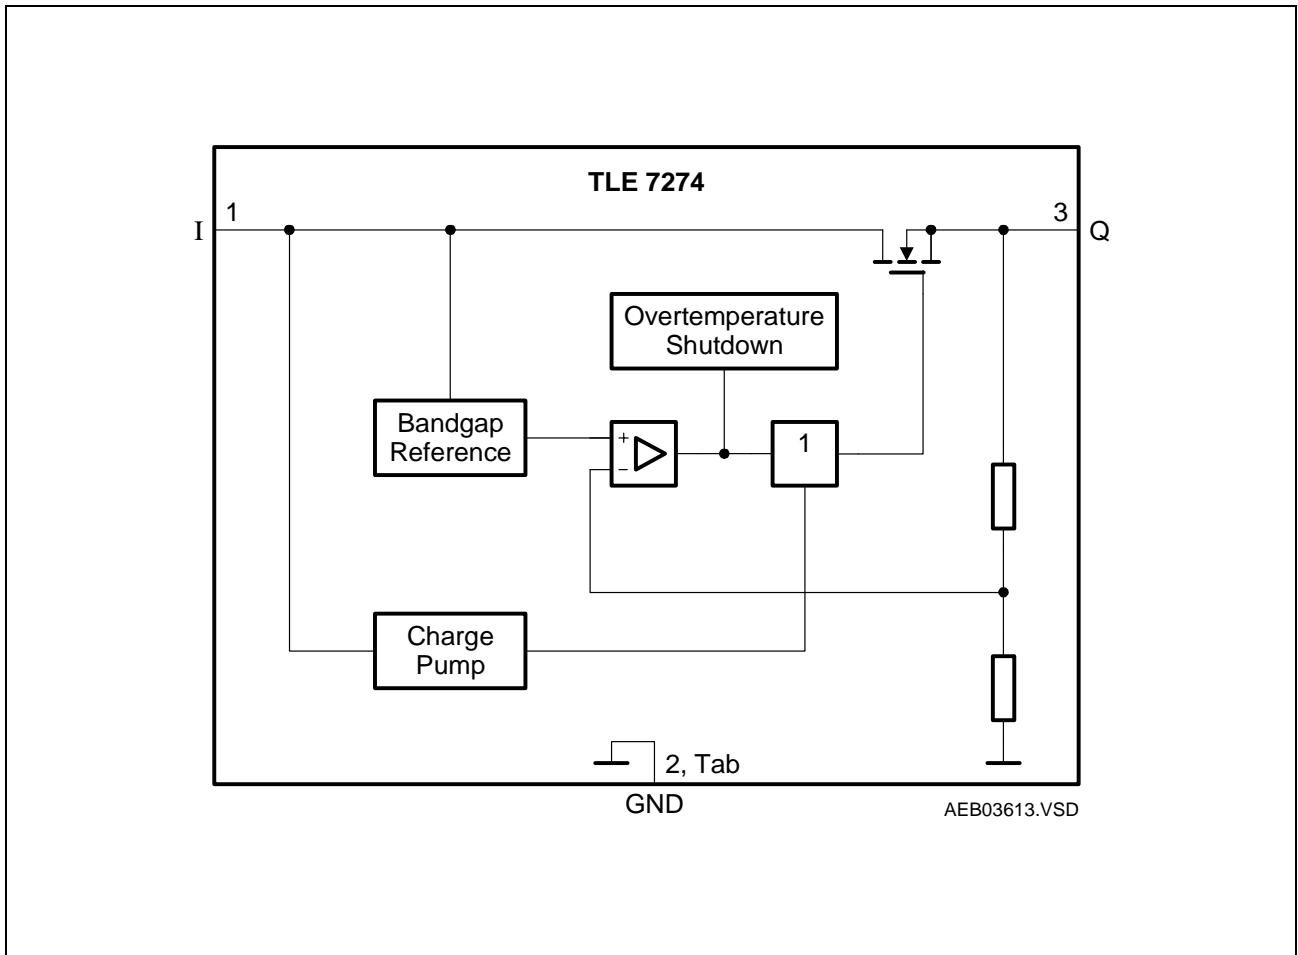 TLE 7274
1
3
I
Q
Overtemperature
Shutdown
Bandgap
Reference
+
−
1
Charge
Pump
2, Tab
GND
AEB03613.VSD